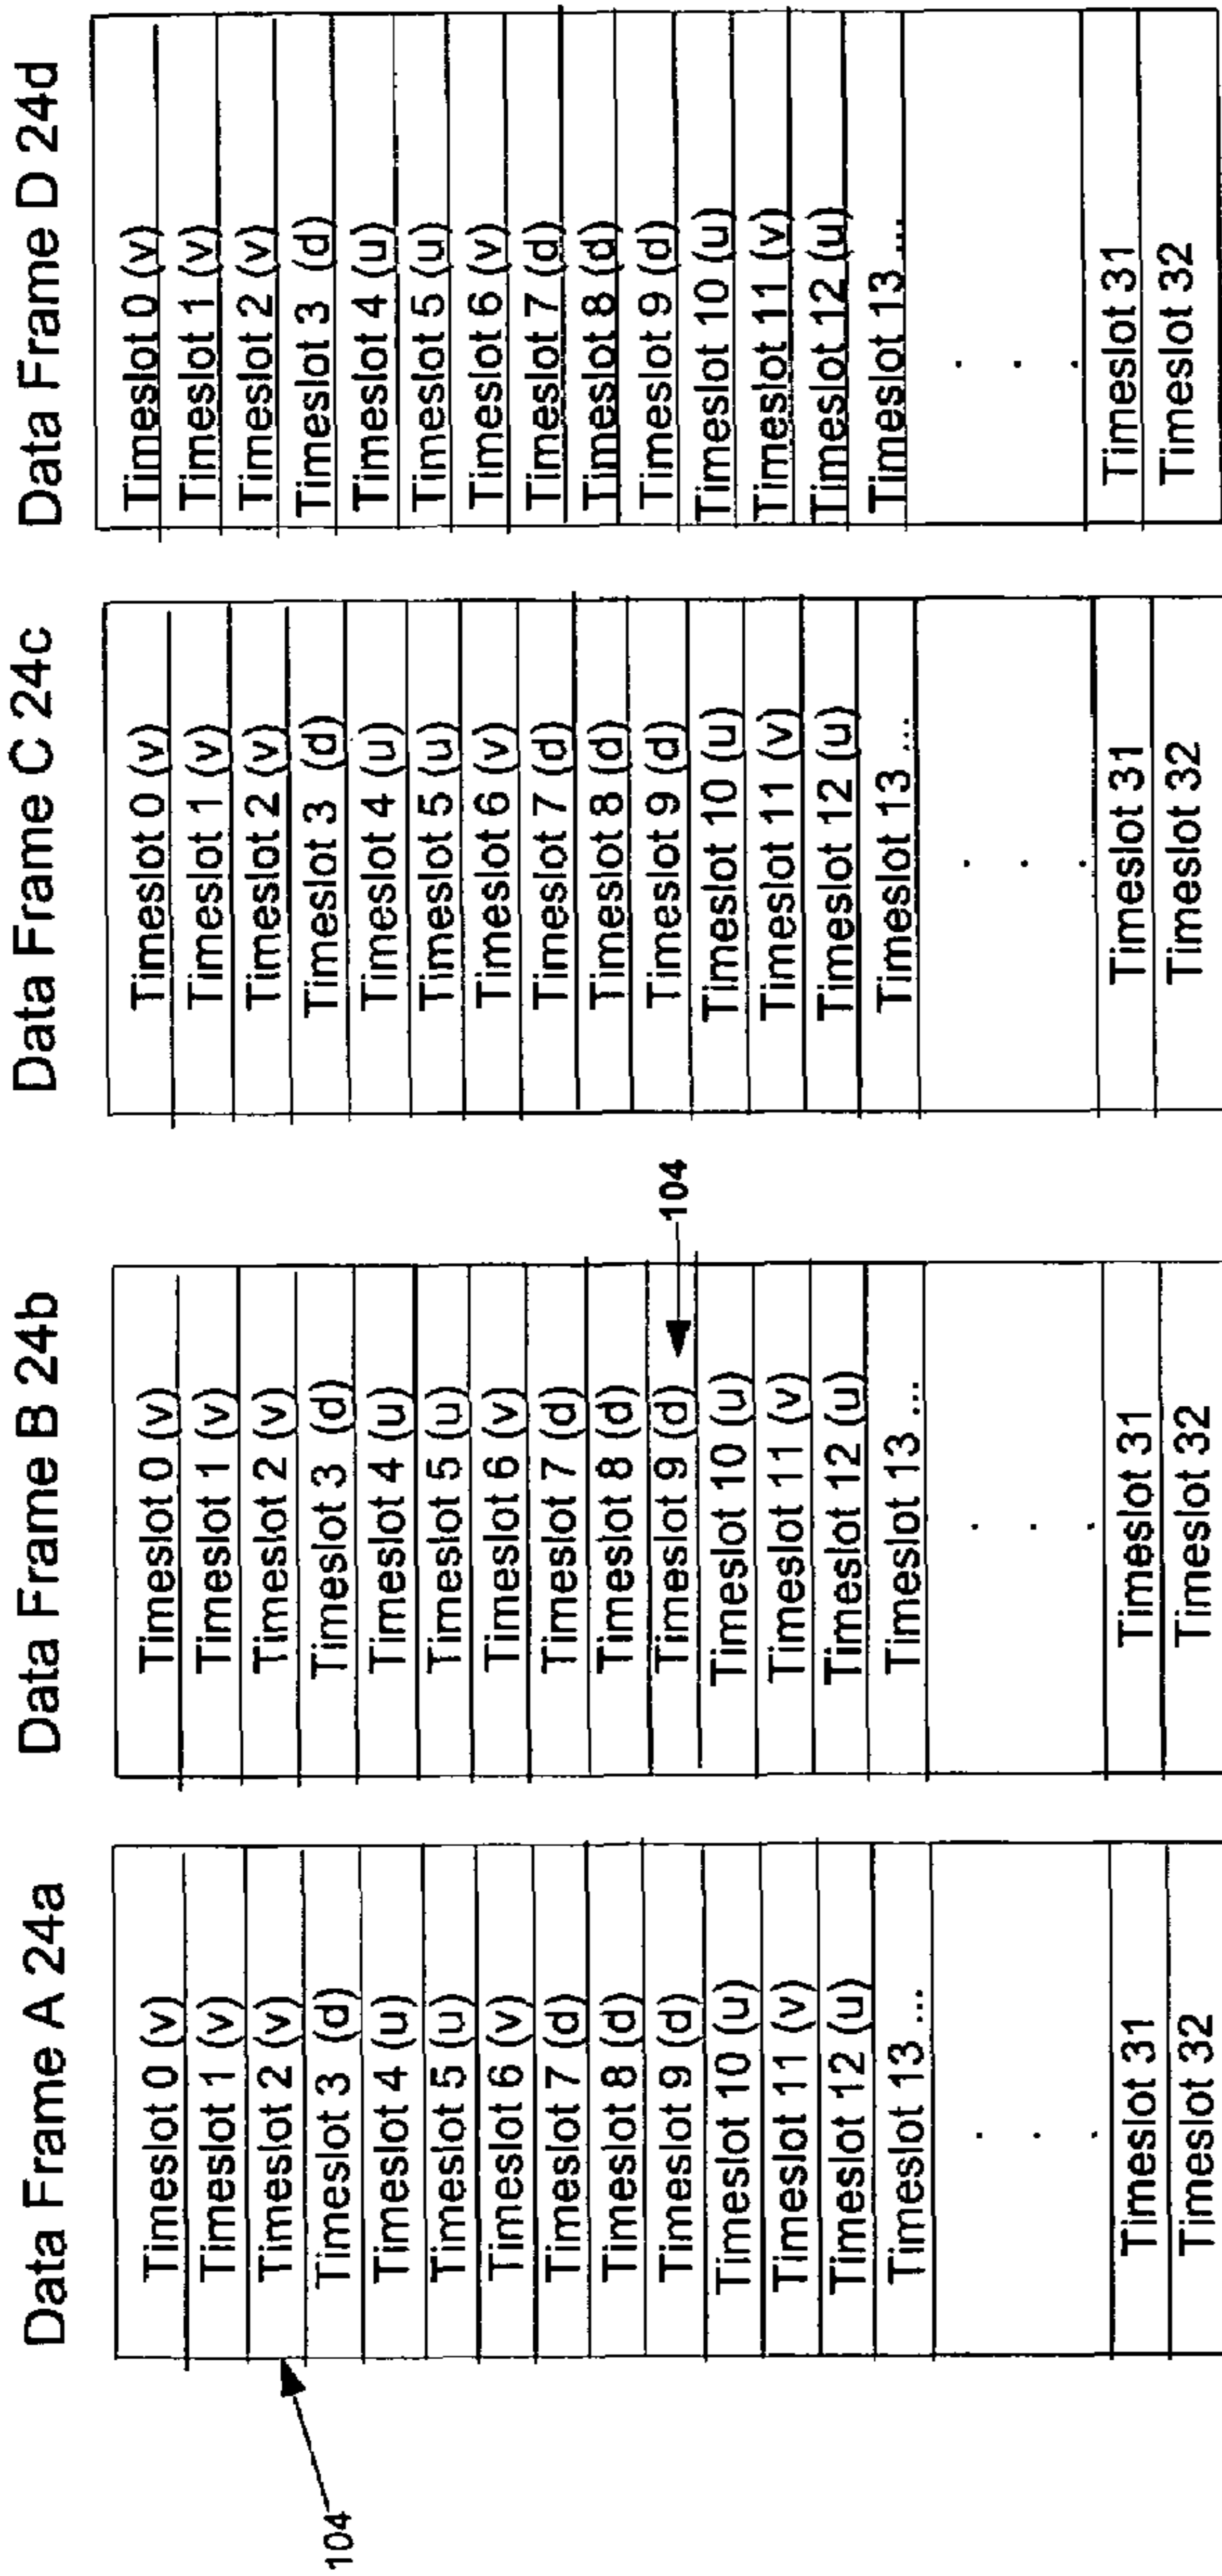 Data Frame A 24a
Timeslot 0 (v)
Timeslot 1 (v)
Timeslot 2 (v)
Timeslot 3 (d)
Timeslot 4 (u)
Timeslot 5 (u)
Timeslot 6 (v)
Timeslot 7 (d)
Timeslot 8 (d)
Timeslot 9 (d)
Timeslot 10 (u)
Timeslot 11 (v)
Timeslot 12 (u)
Timeslot 13 ...
. . .
Timeslot 31
Timeslot 32
104
Data Frame B 24b
Timeslot 0 (v)
Timeslot 1 (v)
Timeslot 2 (v)
Timeslot 3 (d)
Timeslot 4 (u)
Timeslot 5 (u)
Timeslot 6 (v)
Timeslot 7 (d)
Timeslot 8 (d)
Timeslot 9 (d)
Timeslot 10 (u)
Timeslot 11 (v)
Timeslot 12 (u)
Timeslot 13 ...
. . .
Timeslot 31
Timeslot 32
104
Data Frame C 24c
Timeslot 0 (v)
Timeslot 1 (v)
Timeslot 2 (v)
Timeslot 3 (d)
Timeslot 4 (u)
Timeslot 5 (u)
Timeslot 6 (v)
Timeslot 7 (d)
Timeslot 8 (d)
Timeslot 9 (d)
Timeslot 10 (u)
Timeslot 11 (v)
Timeslot 12 (u)
Timeslot 13 ...
. . .
Timeslot 31
Timeslot 32
Data Frame D 24d
Timeslot 0 (v)
Timeslot 1 (v)
Timeslot 2 (v)
Timeslot 3 (d)
Timeslot 4 (u)
Timeslot 5 (u)
Timeslot 6 (v)
Timeslot 7 (d)
Timeslot 8 (d)
Timeslot 9 (d)
Timeslot 10 (u)
Timeslot 11 (v)
Timeslot 12 (u)
Timeslot 13 ...
. . .
Timeslot 31
Timeslot 32